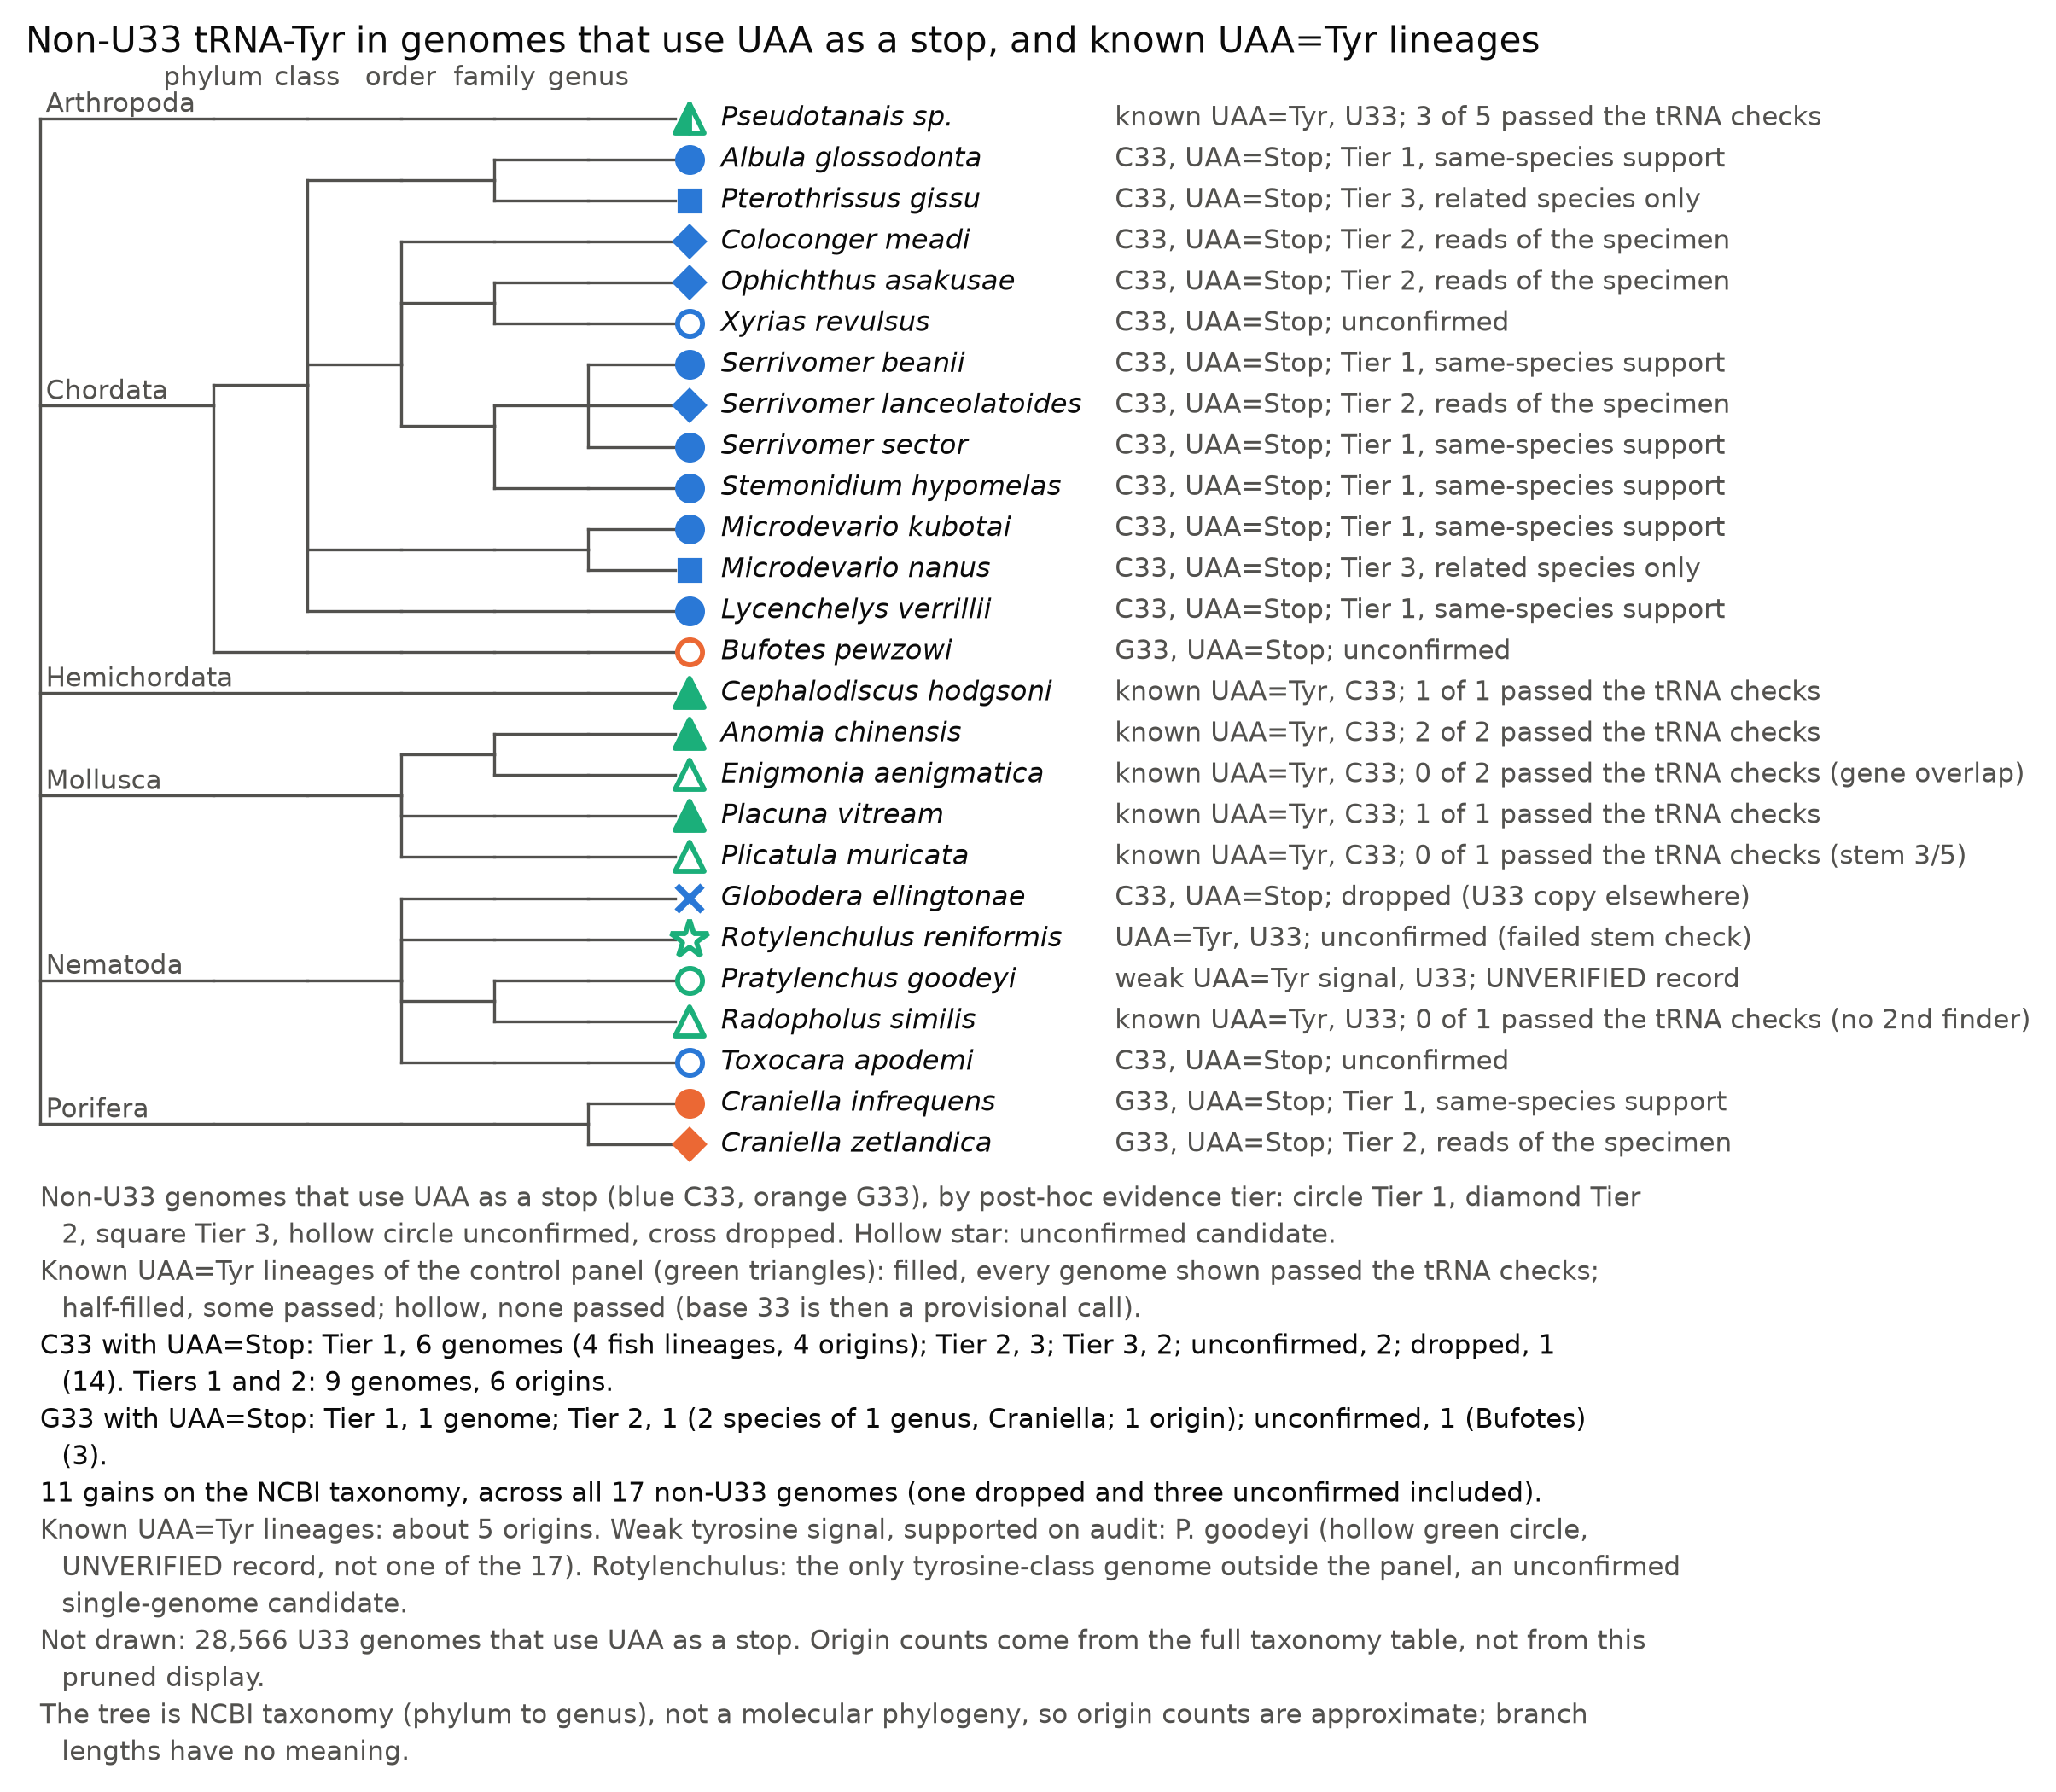 Non-U33 tRNA-Tyr in genomes that use UAA as a stop, and known UAA=Tyr lineages
phylum class order family genus
Arthropoda
Pseudotanais sp. known UAA=Tyr, U33; 3 of 5 passed the tRNA checks
Albula glossodonta C33, UAA=Stop; Tier 1, same-species support
Pterothrissus gissu C33, UAA=Stop; Tier 3, related species only
Coloconger meadi C33, UAA=Stop; Tier 2, reads of the specimen
Ophichthus asakusae C33, UAA=Stop; Tier 2, reads of the specimen
Xyrias revulsus C33, UAA=Stop; unconfirmed
Serrivomer beanii C33, UAA=Stop; Tier 1, same-species support
Chordata
Serrivomer lanceolatoides C33, UAA=Stop; Tier 2, reads of the specimen
Serrivomer sector C33, UAA=Stop; Tier 1, same-species support
Stemonidium hypomelas C33, UAA=Stop; Tier 1, same-species support
Microdevario kubotai C33, UAA=Stop; Tier 1, same-species support
Microdevario nanus C33, UAA=Stop; Tier 3, related species only
Lycenchelys verrillii C33, UAA=Stop; Tier 1, same-species support
Bufotes pewzowi G33, UAA=Stop; unconfirmed
Hemichordata
Cephalodiscus hodgsoni known UAA=Tyr, C33; 1 of 1 passed the tRNA checks
Anomia chinensis known UAA=Tyr, C33; 2 of 2 passed the tRNA checks
Enigmonia aenigmatica known UAA=Tyr, C33; 0 of 2 passed the tRNA checks (gene overlap)
Mollusca
Placuna vitream known UAA=Tyr, C33; 1 of 1 passed the tRNA checks
Plicatula muricata known UAA=Tyr, C33; 0 of 1 passed the tRNA checks (stem 3/5)
Globodera ellingtonae C33, UAA=Stop; dropped (U33 copy elsewhere)
Rotylenchulus reniformis UAA=Tyr, U33; unconfirmed (failed stem check)
Nematoda
Pratylenchus goodeyi weak UAA=Tyr signal, U33; UNVERIFIED record
Radopholus similis known UAA=Tyr, U33; 0 of 1 passed the tRNA checks (no 2nd finder)
Toxocara apodemi C33, UAA=Stop; unconfirmed
Craniella infrequens G33, UAA=Stop; Tier 1, same-species support
Porifera
Craniella zetlandica G33, UAA=Stop; Tier 2, reads of the specimen
Non-U33 genomes that use UAA as a stop (blue C33, orange G33), by post-hoc evidence tier: circle Tier 1, diamond Tier
2, square Tier 3, hollow circle unconfirmed, cross dropped. Hollow star: unconfirmed candidate.
Known UAA=Tyr lineages of the control panel (green triangles): filled, every genome shown passed the tRNA checks;
half-filled, some passed; hollow, none passed (base 33 is then a provisional call).
C33 with UAA=Stop: Tier 1, 6 genomes (4 fish lineages, 4 origins); Tier 2, 3; Tier 3, 2; unconfirmed, 2; dropped, 1
(14). Tiers 1 and 2: 9 genomes, 6 origins.
G33 with UAA=Stop: Tier 1, 1 genome; Tier 2, 1 (2 species of 1 genus, Craniella; 1 origin); unconfirmed, 1 (Bufotes)
(3).
11 gains on the NCBI taxonomy, across all 17 non-U33 genomes (one dropped and three unconfirmed included).
Known UAA=Tyr lineages: about 5 origins. Weak tyrosine signal, supported on audit: P. goodeyi (hollow green circle,
UNVERIFIED record, not one of the 17). Rotylenchulus: the only tyrosine-class genome outside the panel, an unconfirmed
single-genome candidate.
Not drawn: 28,566 U33 genomes that use UAA as a stop. Origin counts come from the full taxonomy table, not from this
pruned display.
The tree is NCBI taxonomy (phylum to genus), not a molecular phylogeny, so origin counts are approximate; branch
lengths have no meaning.